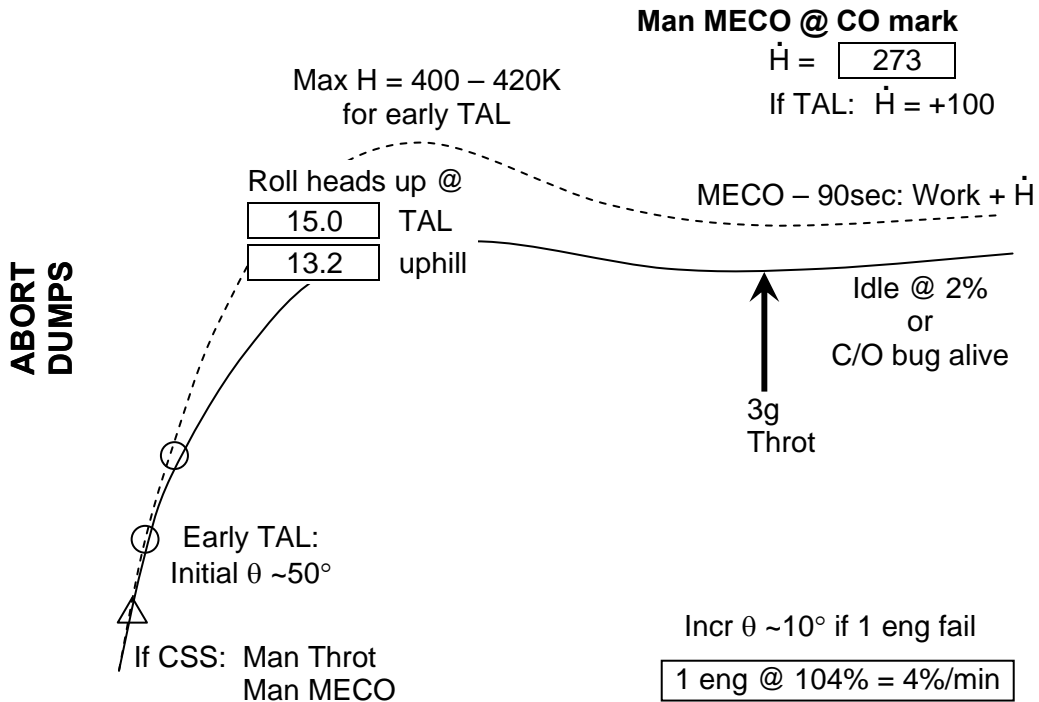 Man MECO @ CO mark
Ḣ = 273
If TAL: Ḣ = +100
Max H = 400 – 420K
for early TAL
Roll heads up @
15.0 TAL
13.2 uphill
MECO – 90sec: Work + Ḣ
ABORT
DUMPS
Idle @ 2%
or
C/O bug alive
3g
Throt
Early TAL:
Initial θ ~50°
If CSS: Man Throt
Man MECO
Incr θ ~10° if 1 eng fail
1 eng @ 104% = 4%/min